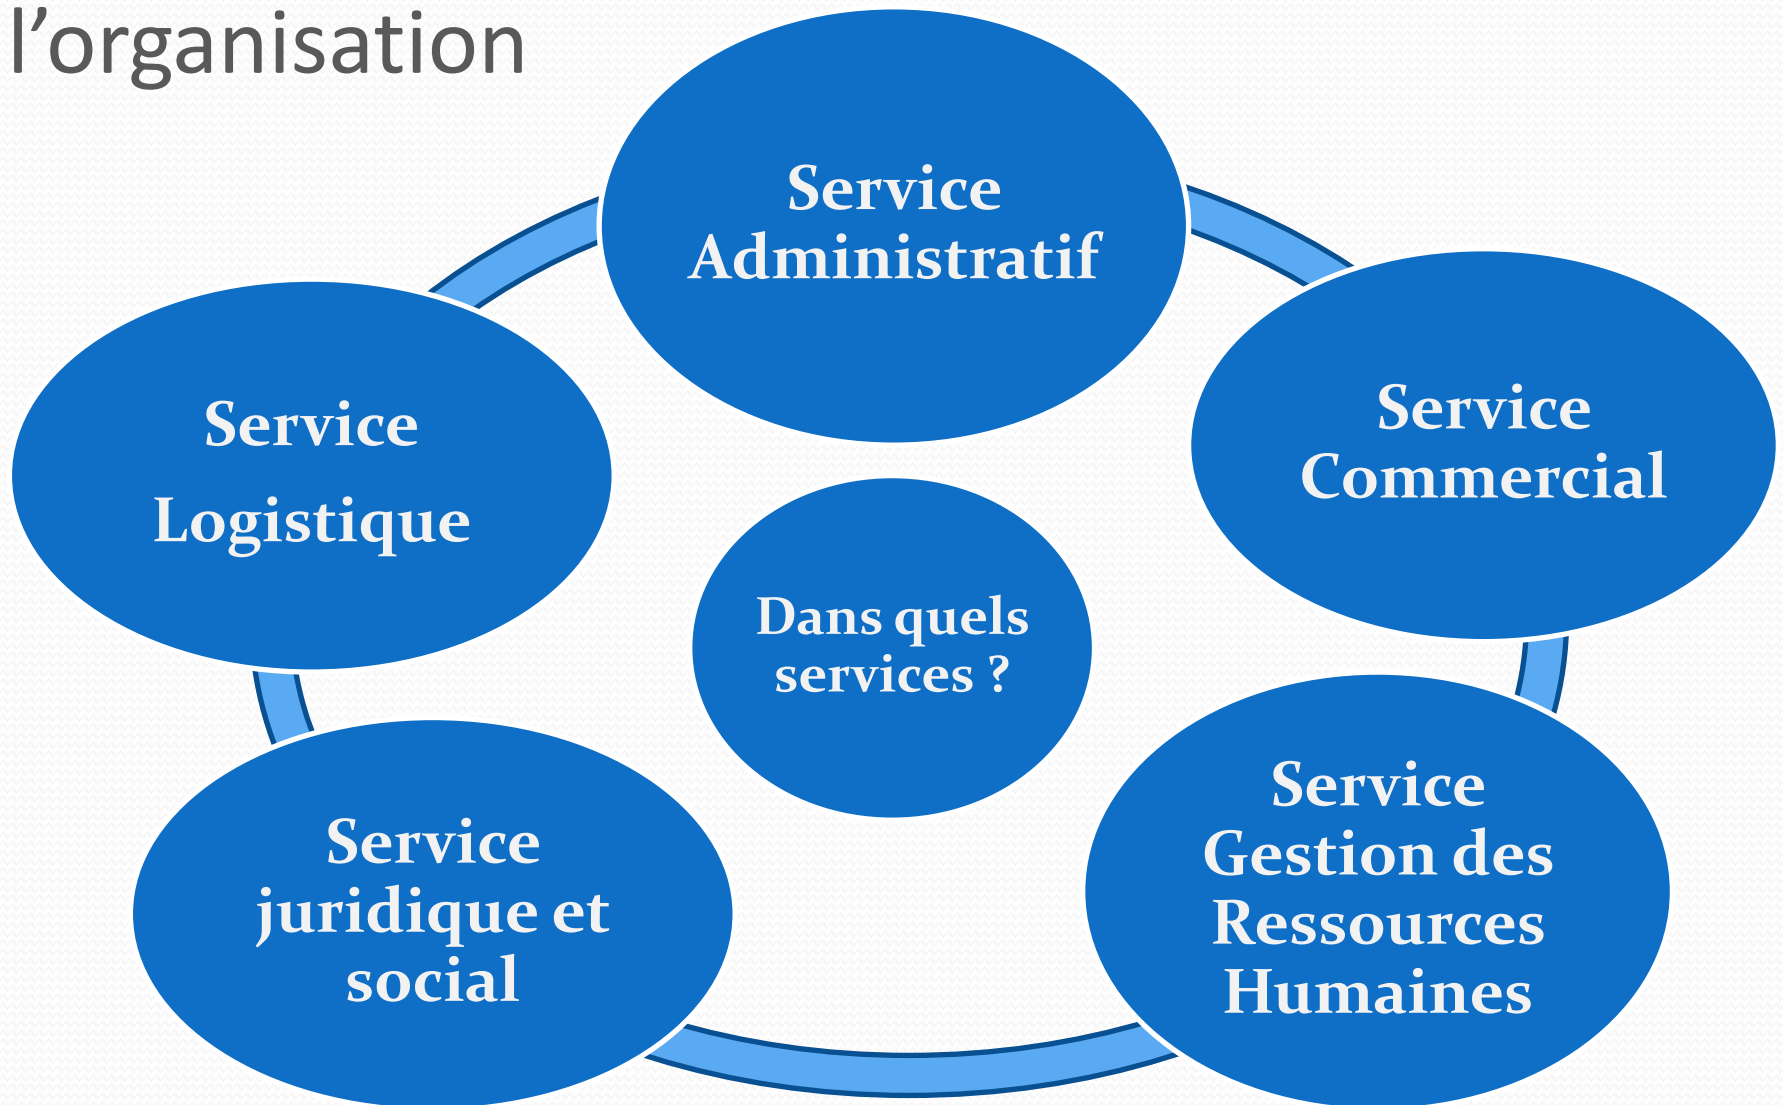 l’organisation
Service
Administratif
Service
Commercial
Service
Gestion des
Ressources
Humaines
Service
juridique et
social
Service
Logistique
Dans quels
services ?